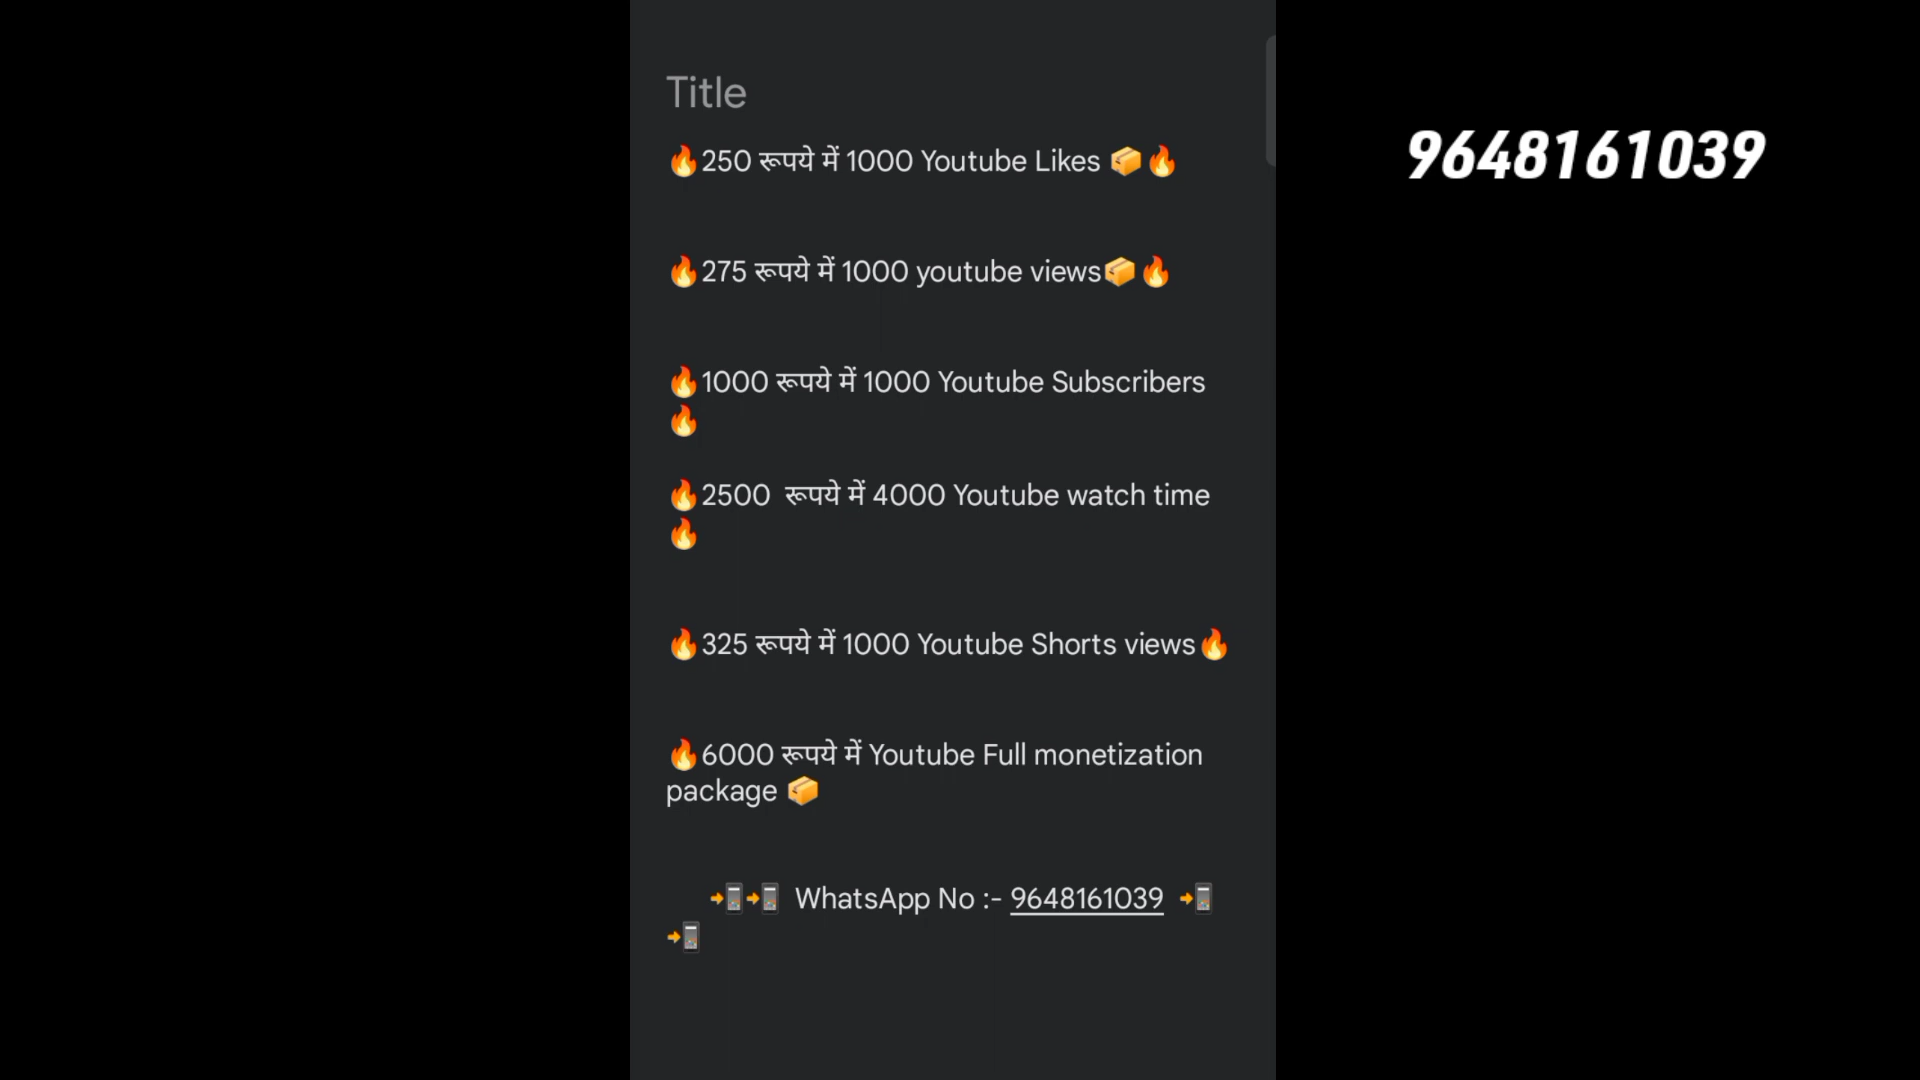 Title
🔥250 रूपये में 1000 Youtube Likes 📦🔥
9648161039
🔥275 रूपये में 1000 youtube views📦🔥
🔥1000 रूपये में 1000 Youtube Subscribers
🔥
🔥2500  रूपये में 4000 Youtube watch time
🔥
🔥325 रूपये में 1000 Youtube Shorts views🔥
🔥6000 रूपये में Youtube Full monetization
package 📦
📲📲 WhatsApp No :- 9648161039 📲
📲